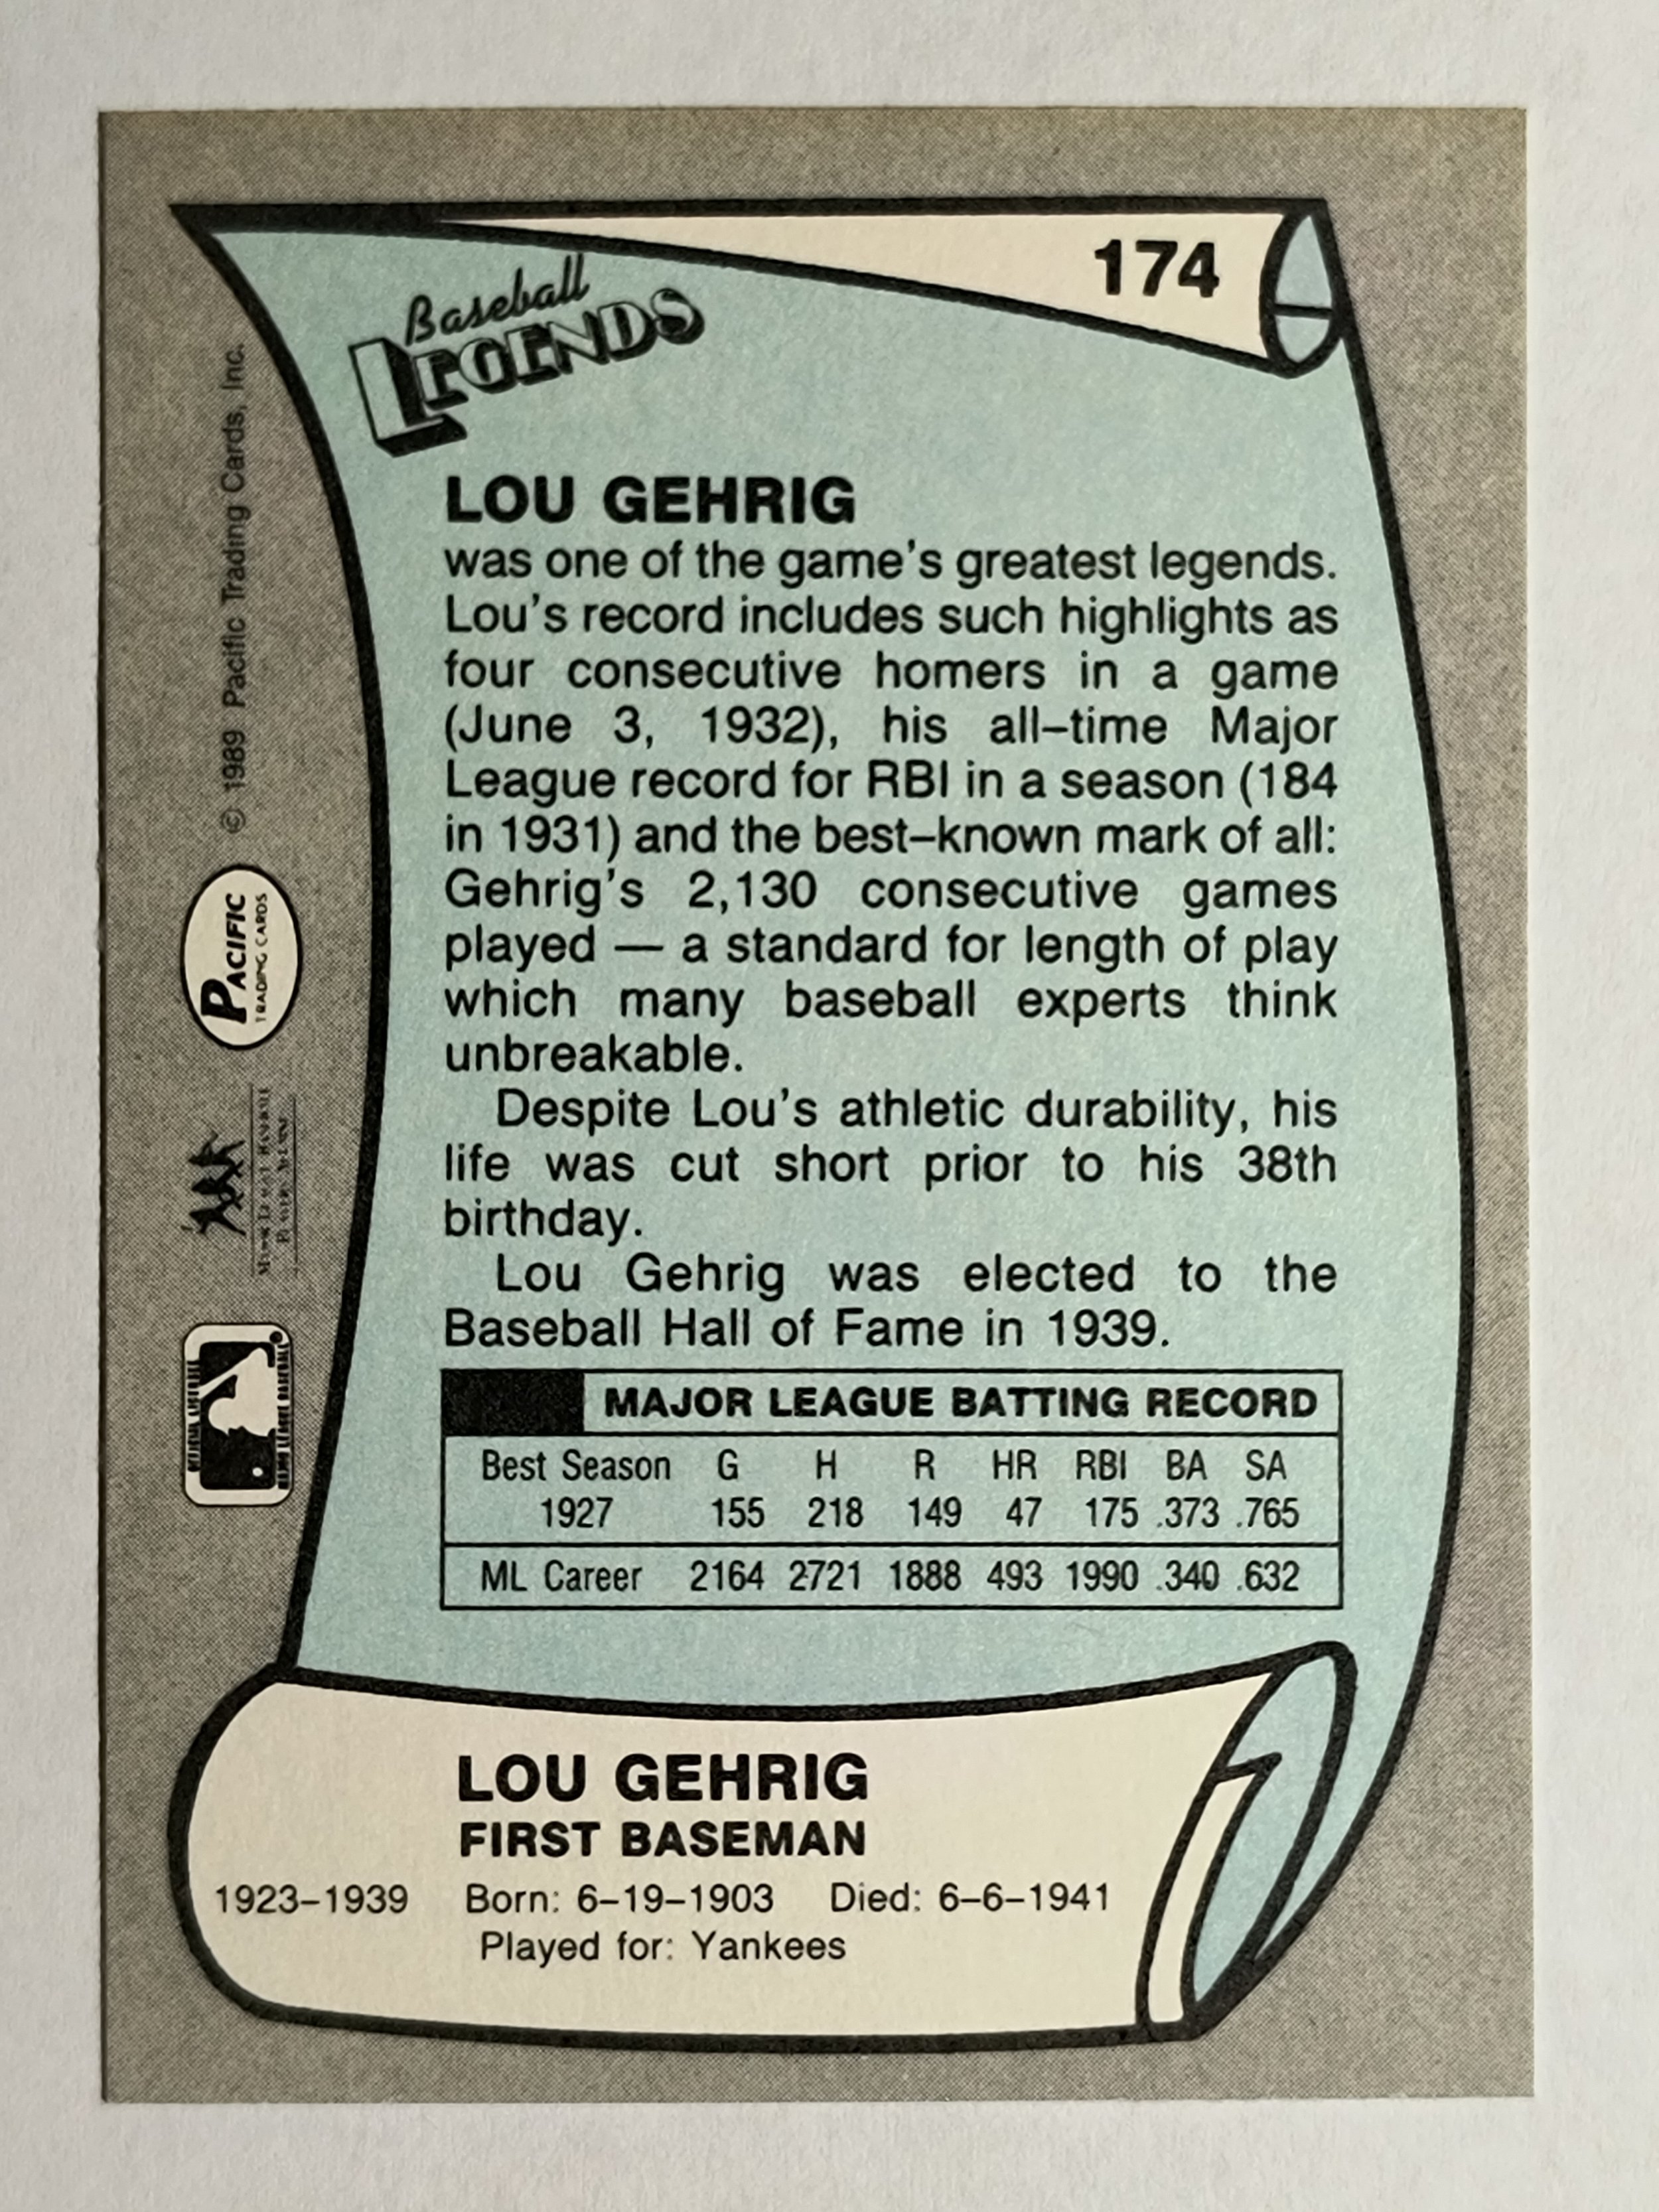 174
Baseball
LEGENDS
LOU GEHRIG
was one of the game's greatest legends.
Lou's record includes such highlights as
four consecutive homers in a game
(June 3, 1932), his all–time Major
League record for RBI in a season (184
in 1931) and the best–known mark of all:
Gehrig's 2,130 consecutive games
played — a standard for length of play
which many baseball experts think
unbreakable.
Despite Lou's athletic durability, his
life was cut short prior to his 38th
birthday.
Lou Gehrig was elected to the
Baseball Hall of Fame in 1939.
MAJOR LEAGUE BATTING RECORD
Best Season G H R HR RBI BA SA
1927 155 218 149 47 175 .373 .765
ML Career 2164 2721 1888 493 1990 .340 .632
LOU GEHRIG
FIRST BASEMAN
1923–1939 Born: 6–19–1903 Died: 6–6–1941
Played for: Yankees
© 1989 Pacific Trading Cards, Inc.
PACIFIC
TRADING CARDS
MAJOR LEAGUE BASEBALL®